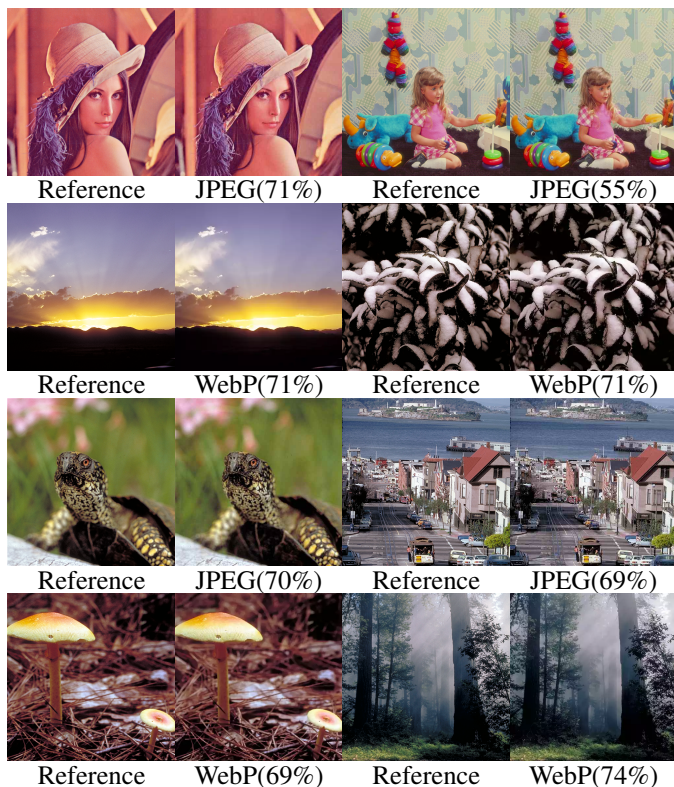 Reference JPEG(71%) Reference JPEG(55%)
Reference WebP(71%) Reference WebP(71%)
Reference JPEG(70%) Reference JPEG(69%)
Reference WebP(69%) Reference WebP(74%)